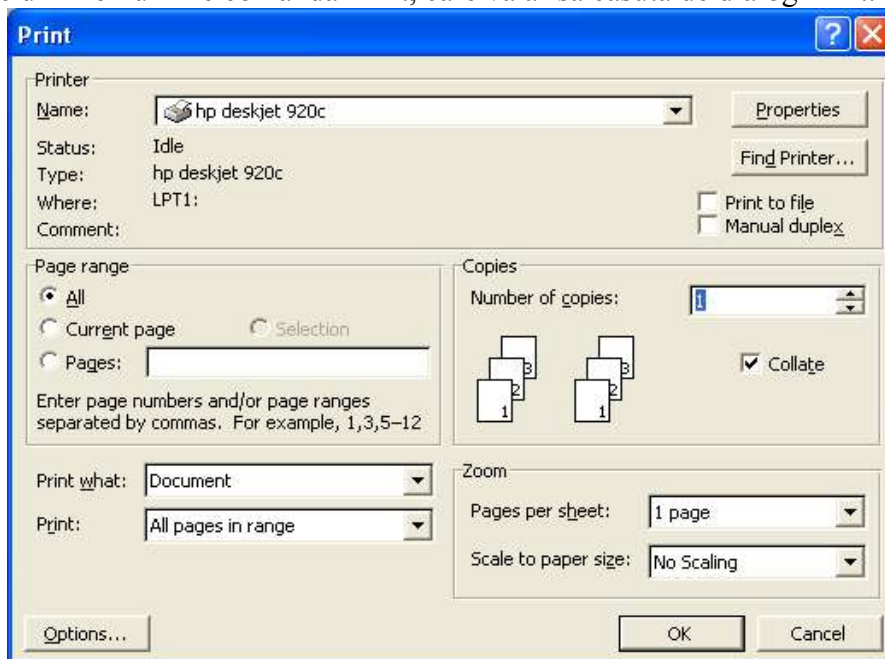 Print
Printer
Name: hp deskjet 920c Properties
Status: Idle
Find Printer...
Type: hp deskjet 920c
Where: LPT1:
Print to file
Comment:
Manual duplex
Page range
All
Current page Selection
Pages:
Enter page numbers and/or page ranges
separated by commas. For example, 1,3,5–12
Copies
Number of copies: 1
1 2 3 1 2 3
Collate
Print what: Document
Print: All pages in range
Zoom
Pages per sheet: 1 page
Scale to paper size: No Scaling
Options... OK Cancel